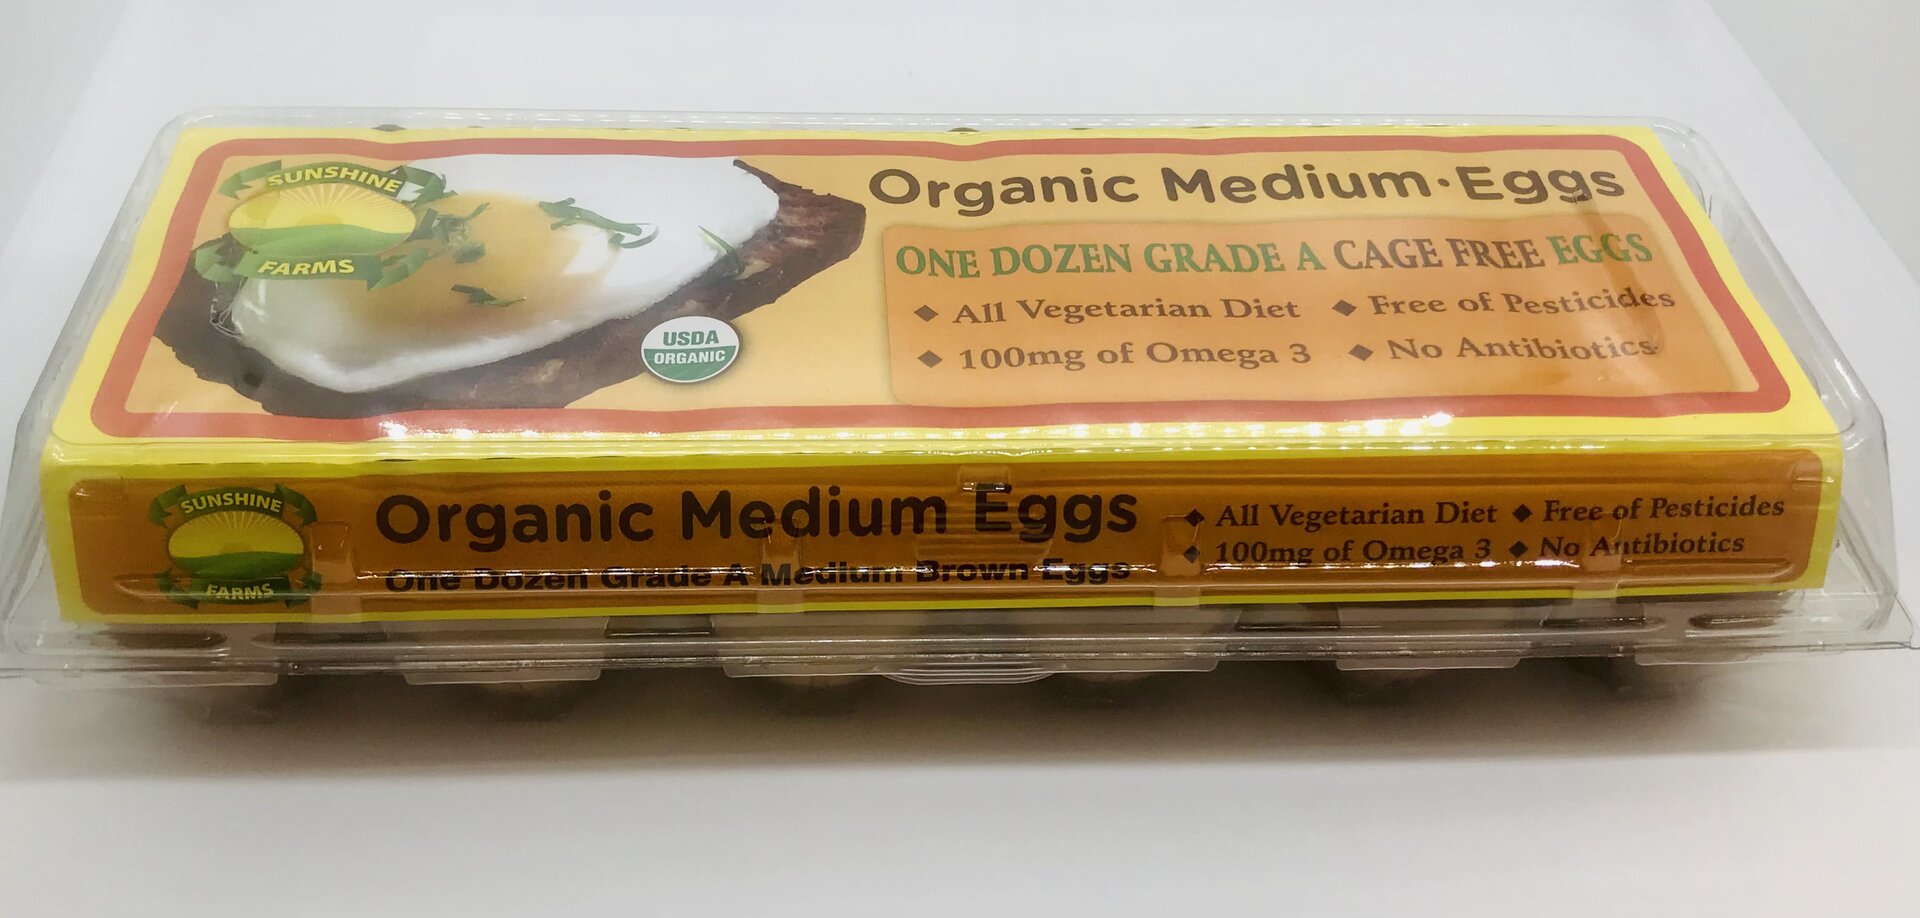 SUNSHINE
FARMS
Organic Medium·Eggs
ONE DOZEN GRADE A CAGE FREE EGGS
◆ All Vegetarian Diet ◆ Free of Pesticides
◆ 100mg of Omega 3 ◆ No Antibiotics
USDA
ORGANIC
SUNSHINE
FARMS
Organic Medium Eggs
One Dozen Grade A Medium Brown Eggs
◆ All Vegetarian Diet ◆ Free of Pesticides
◆ 100mg of Omega 3 ◆ No Antibiotics